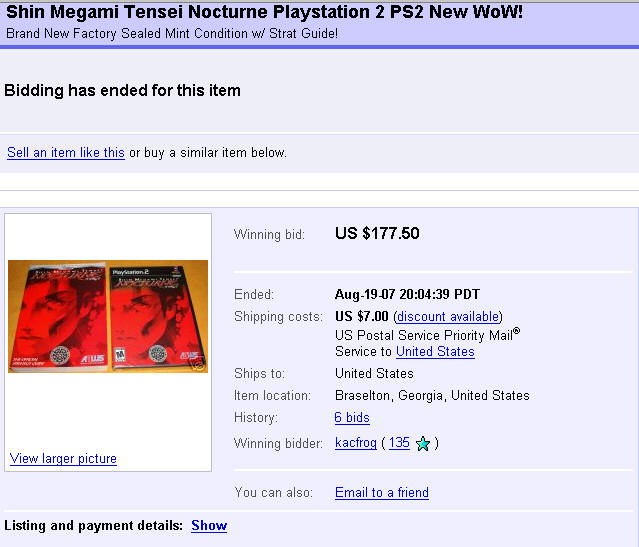 Shin Megami Tensei Nocturne Playstation 2 PS2 New WoW!
Brand New Factory Sealed Mint Condition w/ Strat Guide!
Bidding has ended for this item
Sell an item like this or buy a similar item below.
PlayStation 2
NOCTURNE
NOCTURNE
ATLUS
View larger picture
Winning bid: US $177.50
Ended: Aug-19-07 20:04:39 PDT
Shipping costs: US $7.00 (discount available)
US Postal Service Priority Mail®
Service to United States
Ships to: United States
Item location: Braselton, Georgia, United States
History: 6 bids
Winning bidder: kacfrog ( 135 )
You can also: Email to a friend
Listing and payment details: Show